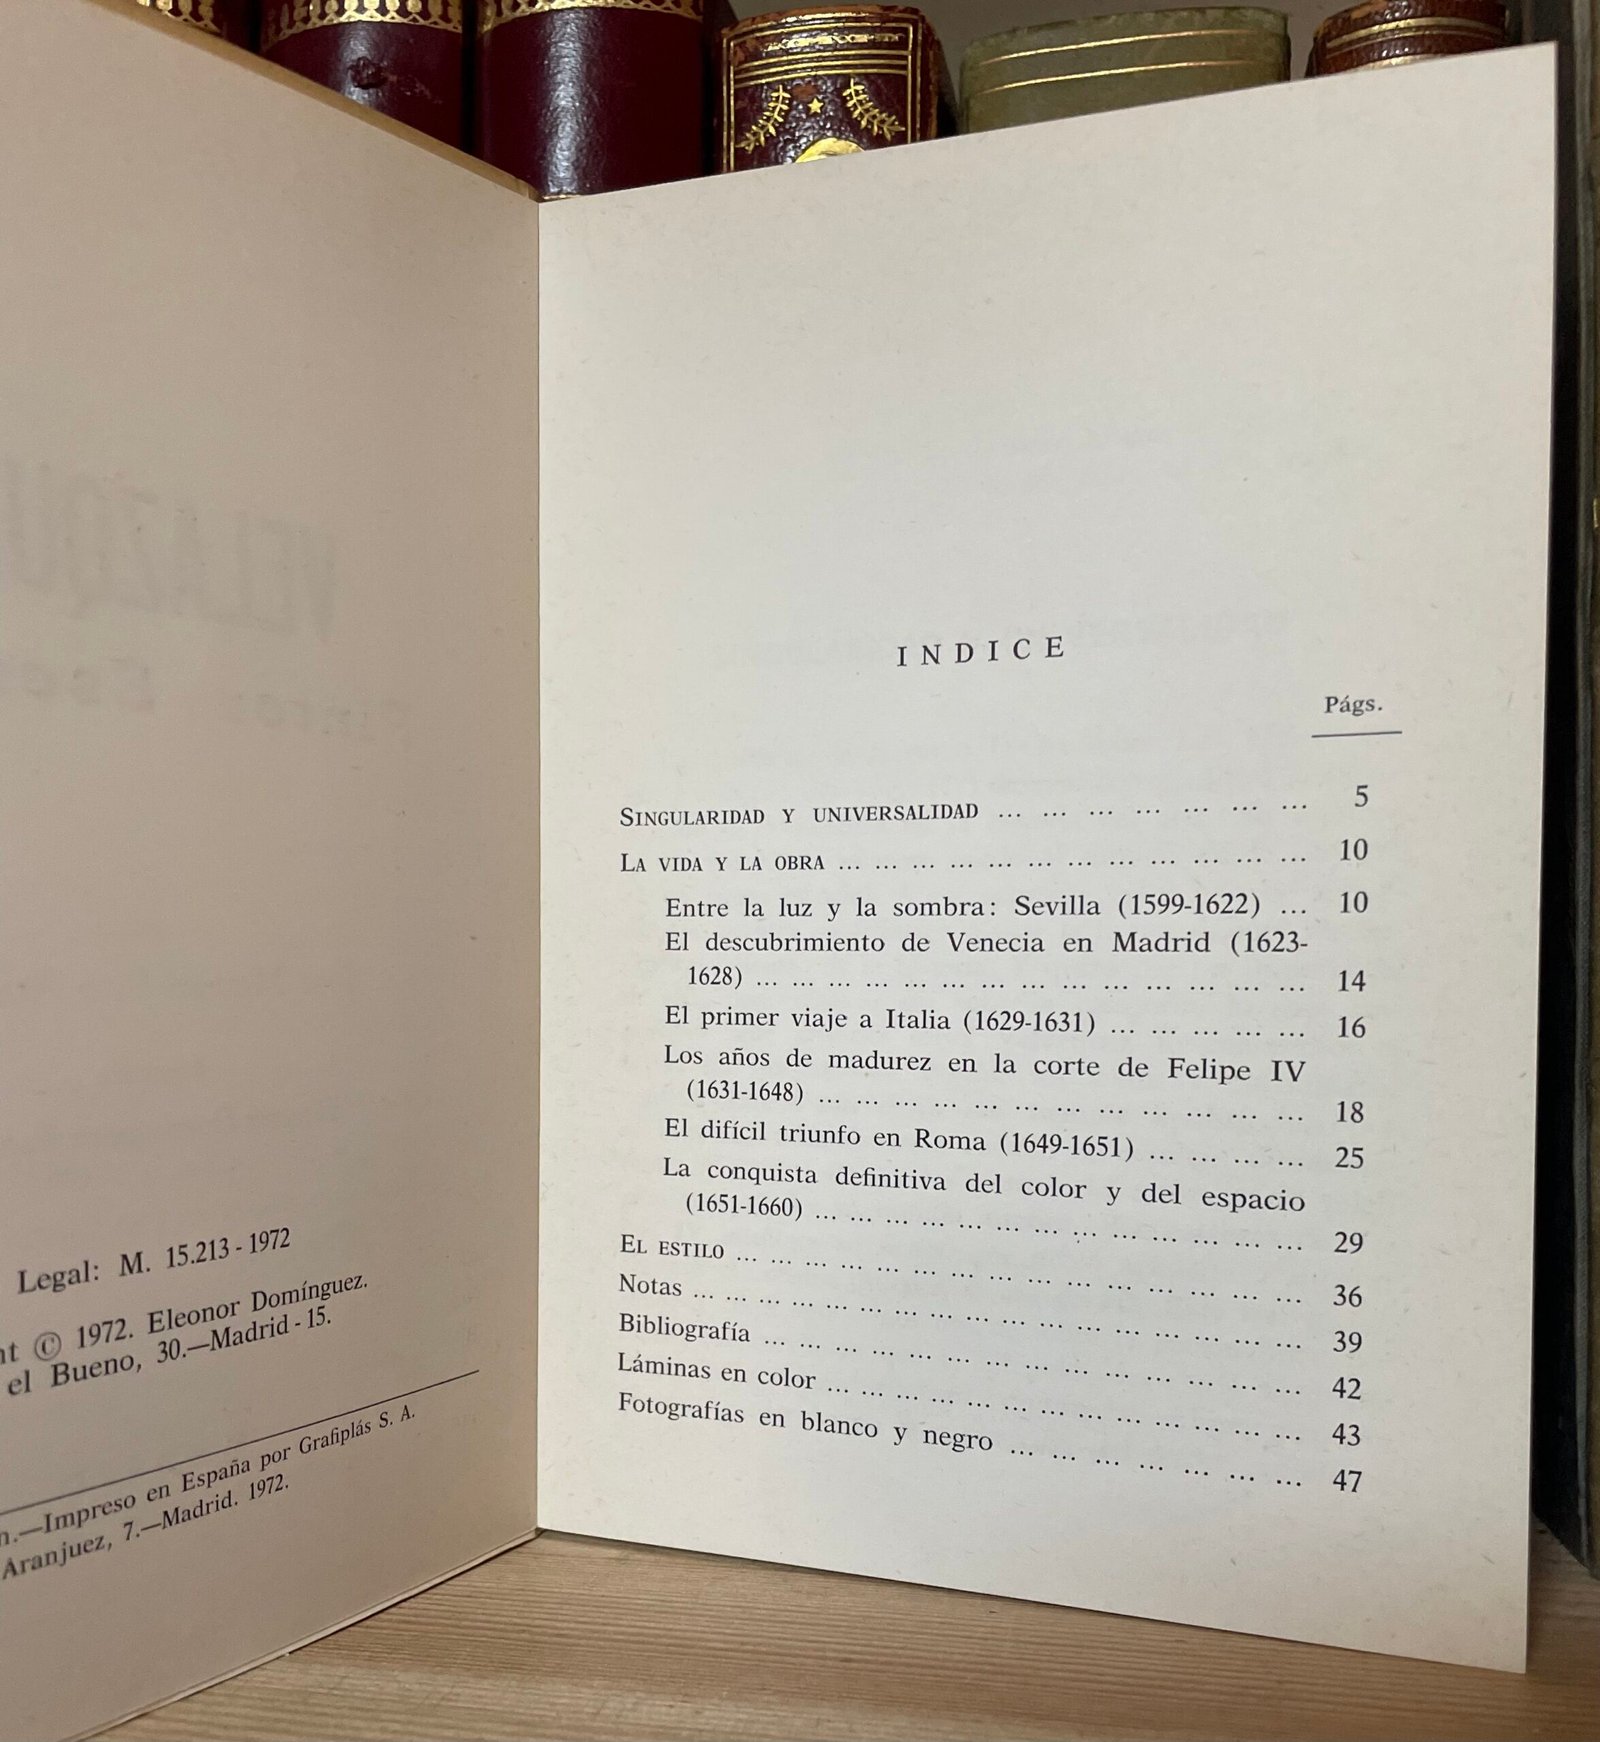 Legal: M. 15.213 - 1972
© 1972. Eleonor Domínguez.
el Bueno, 30.—Madrid - 15.
Impreso en España por Grafiplás S. A.
Aranjuez, 7.—Madrid. 1972.
INDICE
Págs.
SINGULARIDAD Y UNIVERSALIDAD ... ... ... ... ... ... ... 5
LA VIDA Y LA OBRA ... ... ... ... ... ... ... ... ... ... ... ... 10
Entre la luz y la sombra: Sevilla (1599-1622) ... 10
El descubrimiento de Venecia en Madrid (1623-
1628) ... ... ... ... ... ... ... ... ... ... ... ... ... ... 14
El primer viaje a Italia (1629-1631) ... ... ... ... ... 16
Los años de madurez en la corte de Felipe IV
(1631-1648) ... ... ... ... ... ... ... ... ... ... ... ... 18
El difícil triunfo en Roma (1649-1651) ... ... ... ... 25
La conquista definitiva del color y del espacio
(1651-1660) ... ... ... ... ... ... ... ... ... ... ... ... ... 29
EL ESTILO ... ... ... ... ... ... ... ... ... ... ... ... ... ... ... 36
Notas ... ... ... ... ... ... ... ... ... ... ... ... ... ... ... ... 39
Bibliografía ... ... ... ... ... ... ... ... ... ... ... ... ... ... 42
Láminas en color ... ... ... ... ... ... ... ... ... ... ... ... 43
Fotografías en blanco y negro ... ... ... ... ... ... ... 47